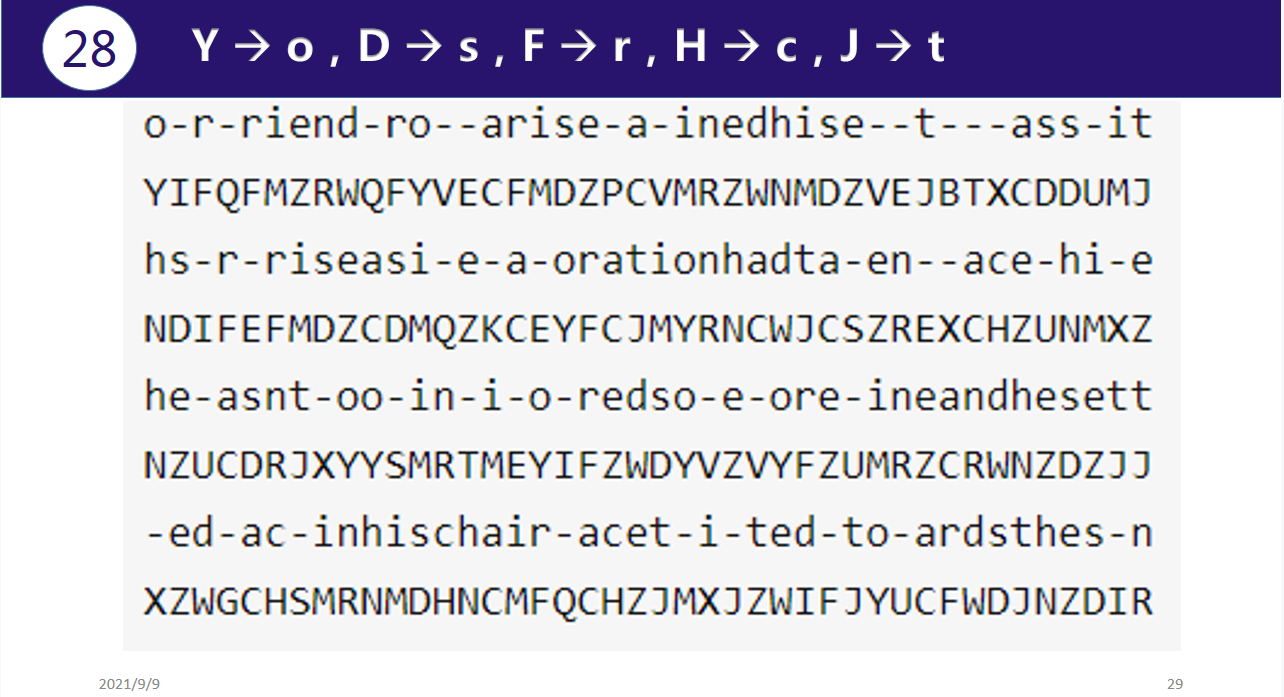 28
Y → o , D → s , F → r , H → c , J → t
o-r-riend-ro--arise-a-inedhise--t---ass-it
YIFQFMZRWQFYVECFMDZPCVMRZWNMDZVEJBTXCDDUMJ
hs-r-riseasi-e-a-orationhadta-en--ace-hi-e
NDIFEFMDZCDMQZKCEYFCJMYRNCWJCSZREXCHZUNMXZ
he-asnt-oo-in-i-o-redso-e-ore-ineandhesett
NZUCDRJXYYSMRTMEYIFZWDYVZVYFZUMRZCRWNZDZJJ
-ed-ac-inhischair-acet-i-ted-to-ardsthes-n
XZWGCHSMRNMDHNCMFQCHZJMXJZWIFJYUCFWDJNZDIR
2021/9/9
29